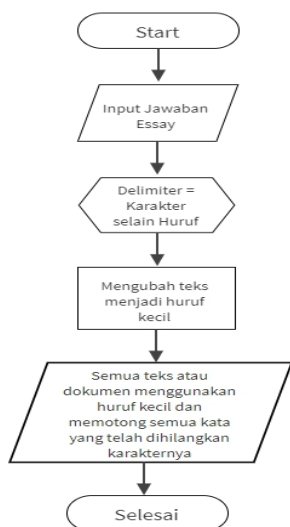 Start
Input Jawaban
Essay
Delimiter =
Karakter
selain Huruf
Mengubah teks
menjadi huruf
kecil
Semua teks atau
dokumen menggunakan
huruf kecil dan
memotong semua kata
yang telah dihilangkan
karakternya
Selesai